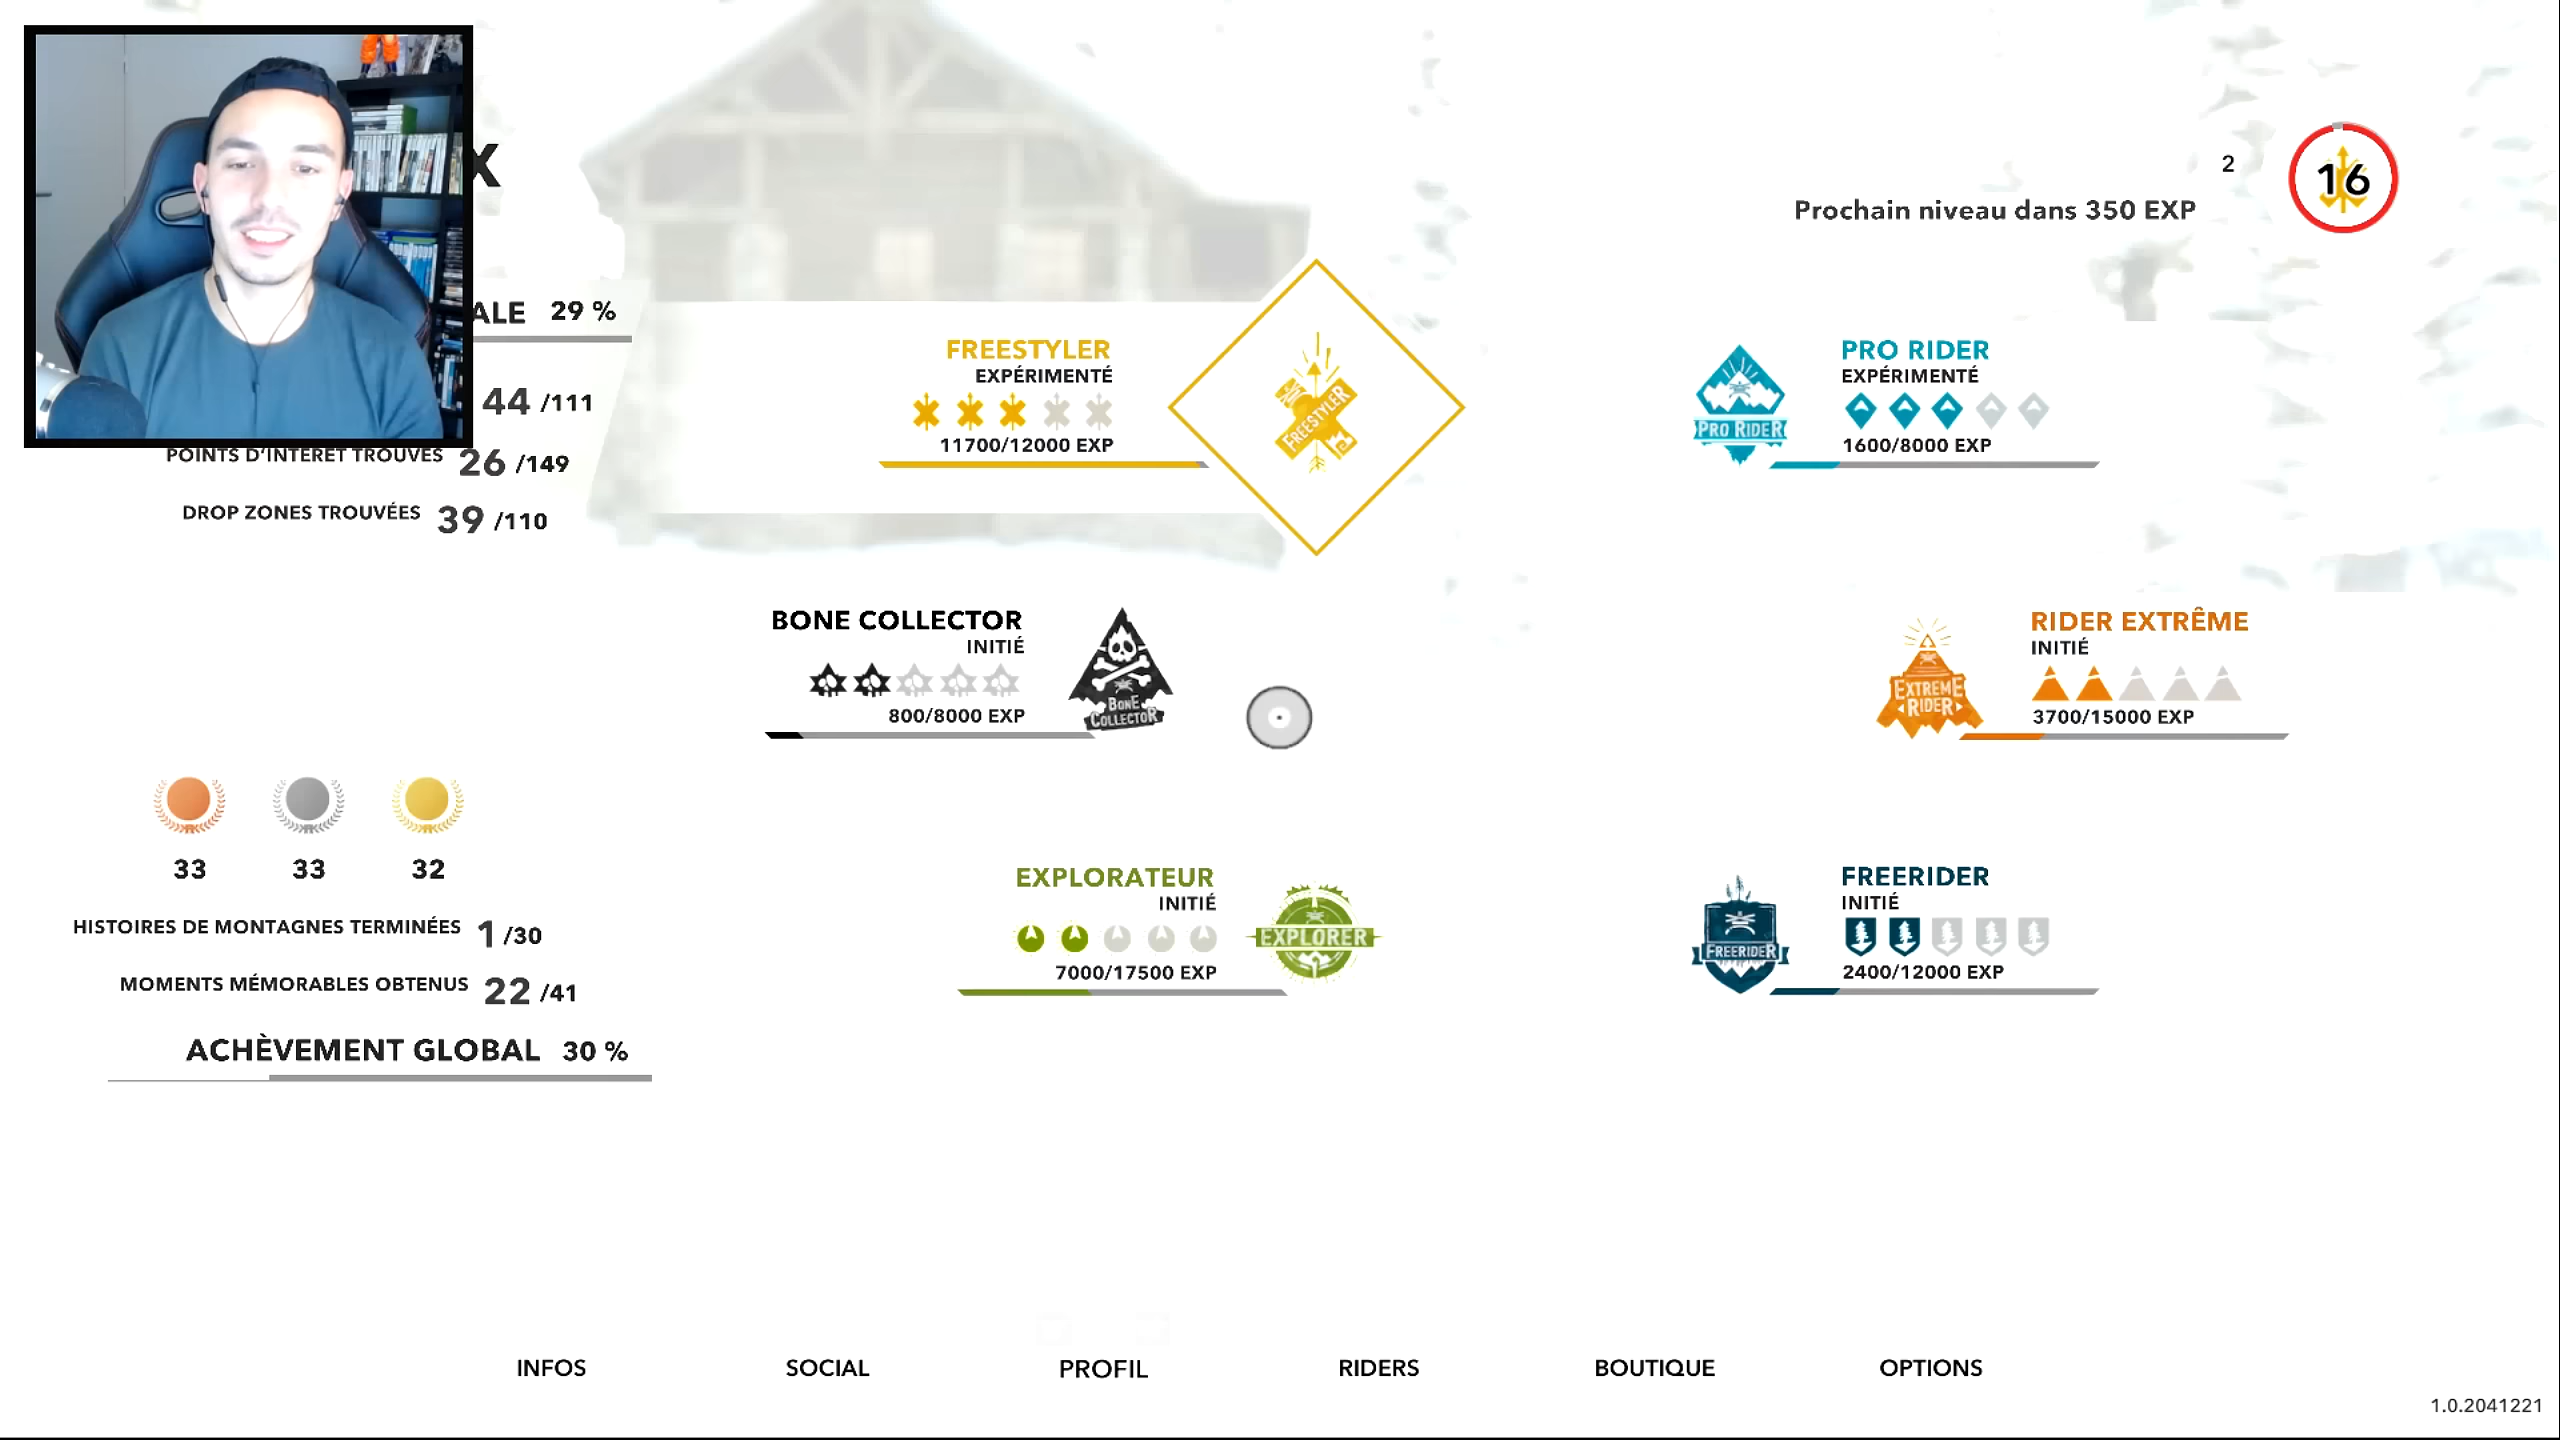 X
2
16
Prochain niveau dans 350 EXP
ALE 29 %
44 /111
POINTS D'INTÉRÊT TROUVÉS 26 /149
DROP ZONES TROUVÉES 39 /110
FREESTYLER
EXPÉRIMENTÉ
11700/12000 EXP
FREESTYLER
PRO RIDER
PRO RIDER
EXPÉRIMENTÉ
1600/8000 EXP
BONE COLLECTOR
INITIÉ
800/8000 EXP
BONE
COLLECTOR
EXTREME
RIDER
RIDER EXTRÊME
INITIÉ
3700/15000 EXP
33 33 32
HISTOIRES DE MONTAGNES TERMINÉES 1 /30
MOMENTS MÉMORABLES OBTENUS 22 /41
ACHÈVEMENT GLOBAL 30 %
EXPLORATEUR
INITIÉ
7000/17500 EXP
EXPLORER
FREERIDER
FREERIDER
INITIÉ
2400/12000 EXP
INFOS SOCIAL PROFIL RIDERS BOUTIQUE OPTIONS
1.0.2041221